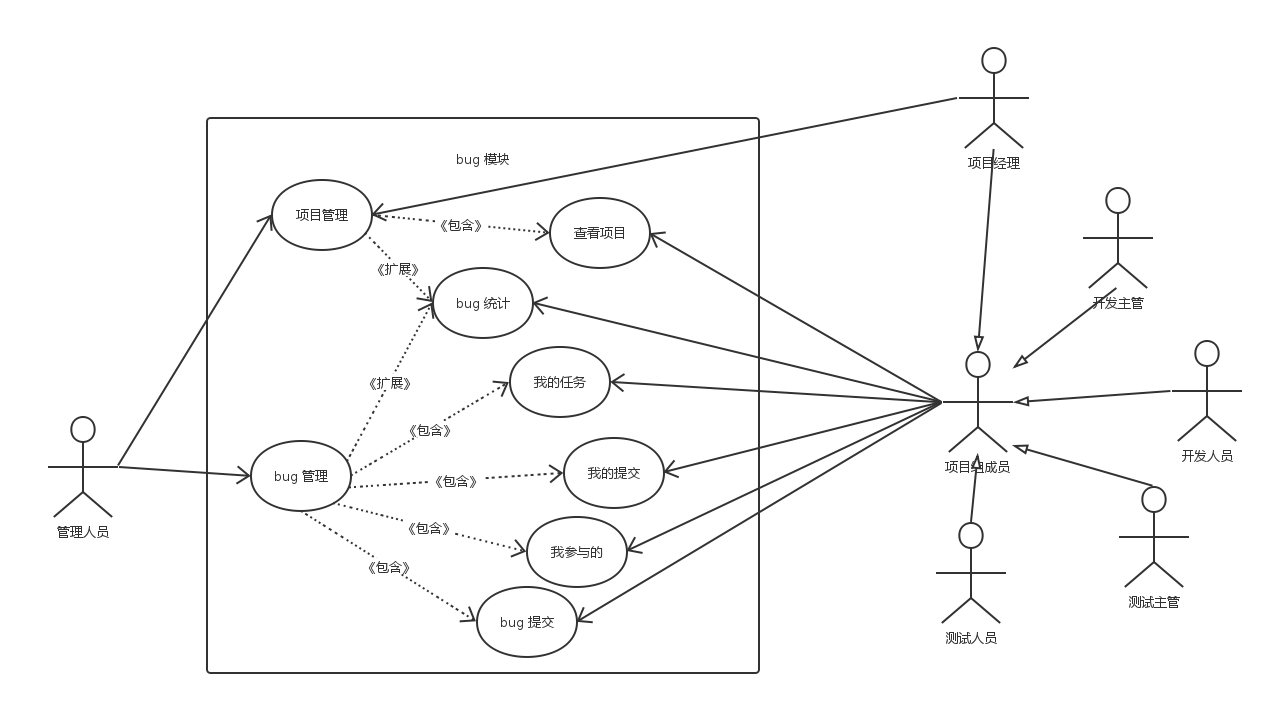 bug 模块
项目经理
项目管理
《包含》
查看项目
《扩展》
bug 统计
开发主管
《扩展》
我的任务
《包含》
开发人员
项目组成员
bug 管理
《包含》
我的提交
管理人员
《包含》
我参与的
《包含》
测试主管
bug 提交
测试人员